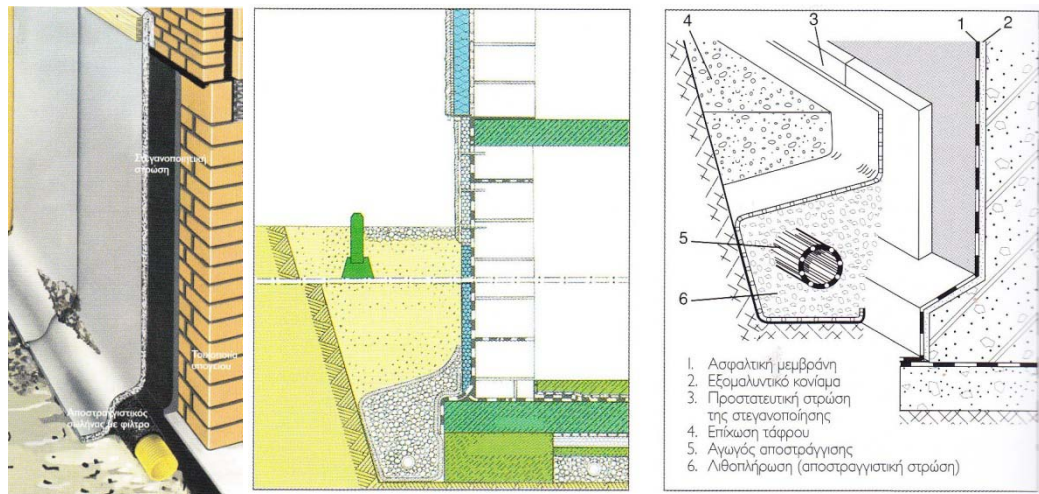 Στεγανοποιητική
στρώση
Τοιχοποιία
υπογείου
Αποστραγγιστικός
σωλήνας με φίλτρο
4
3
1
2
5
6
1. Ασφαλτική μεμβράνη
2. Εξομαλυντικό κονίαμα
3. Προστατευτική στρώση
της στεγανοποίησης
4. Επίχωση τάφρου
5. Αγωγός αποστράγγισης
6. Λιθοπλήρωση (αποστραγγιστική στρώση)